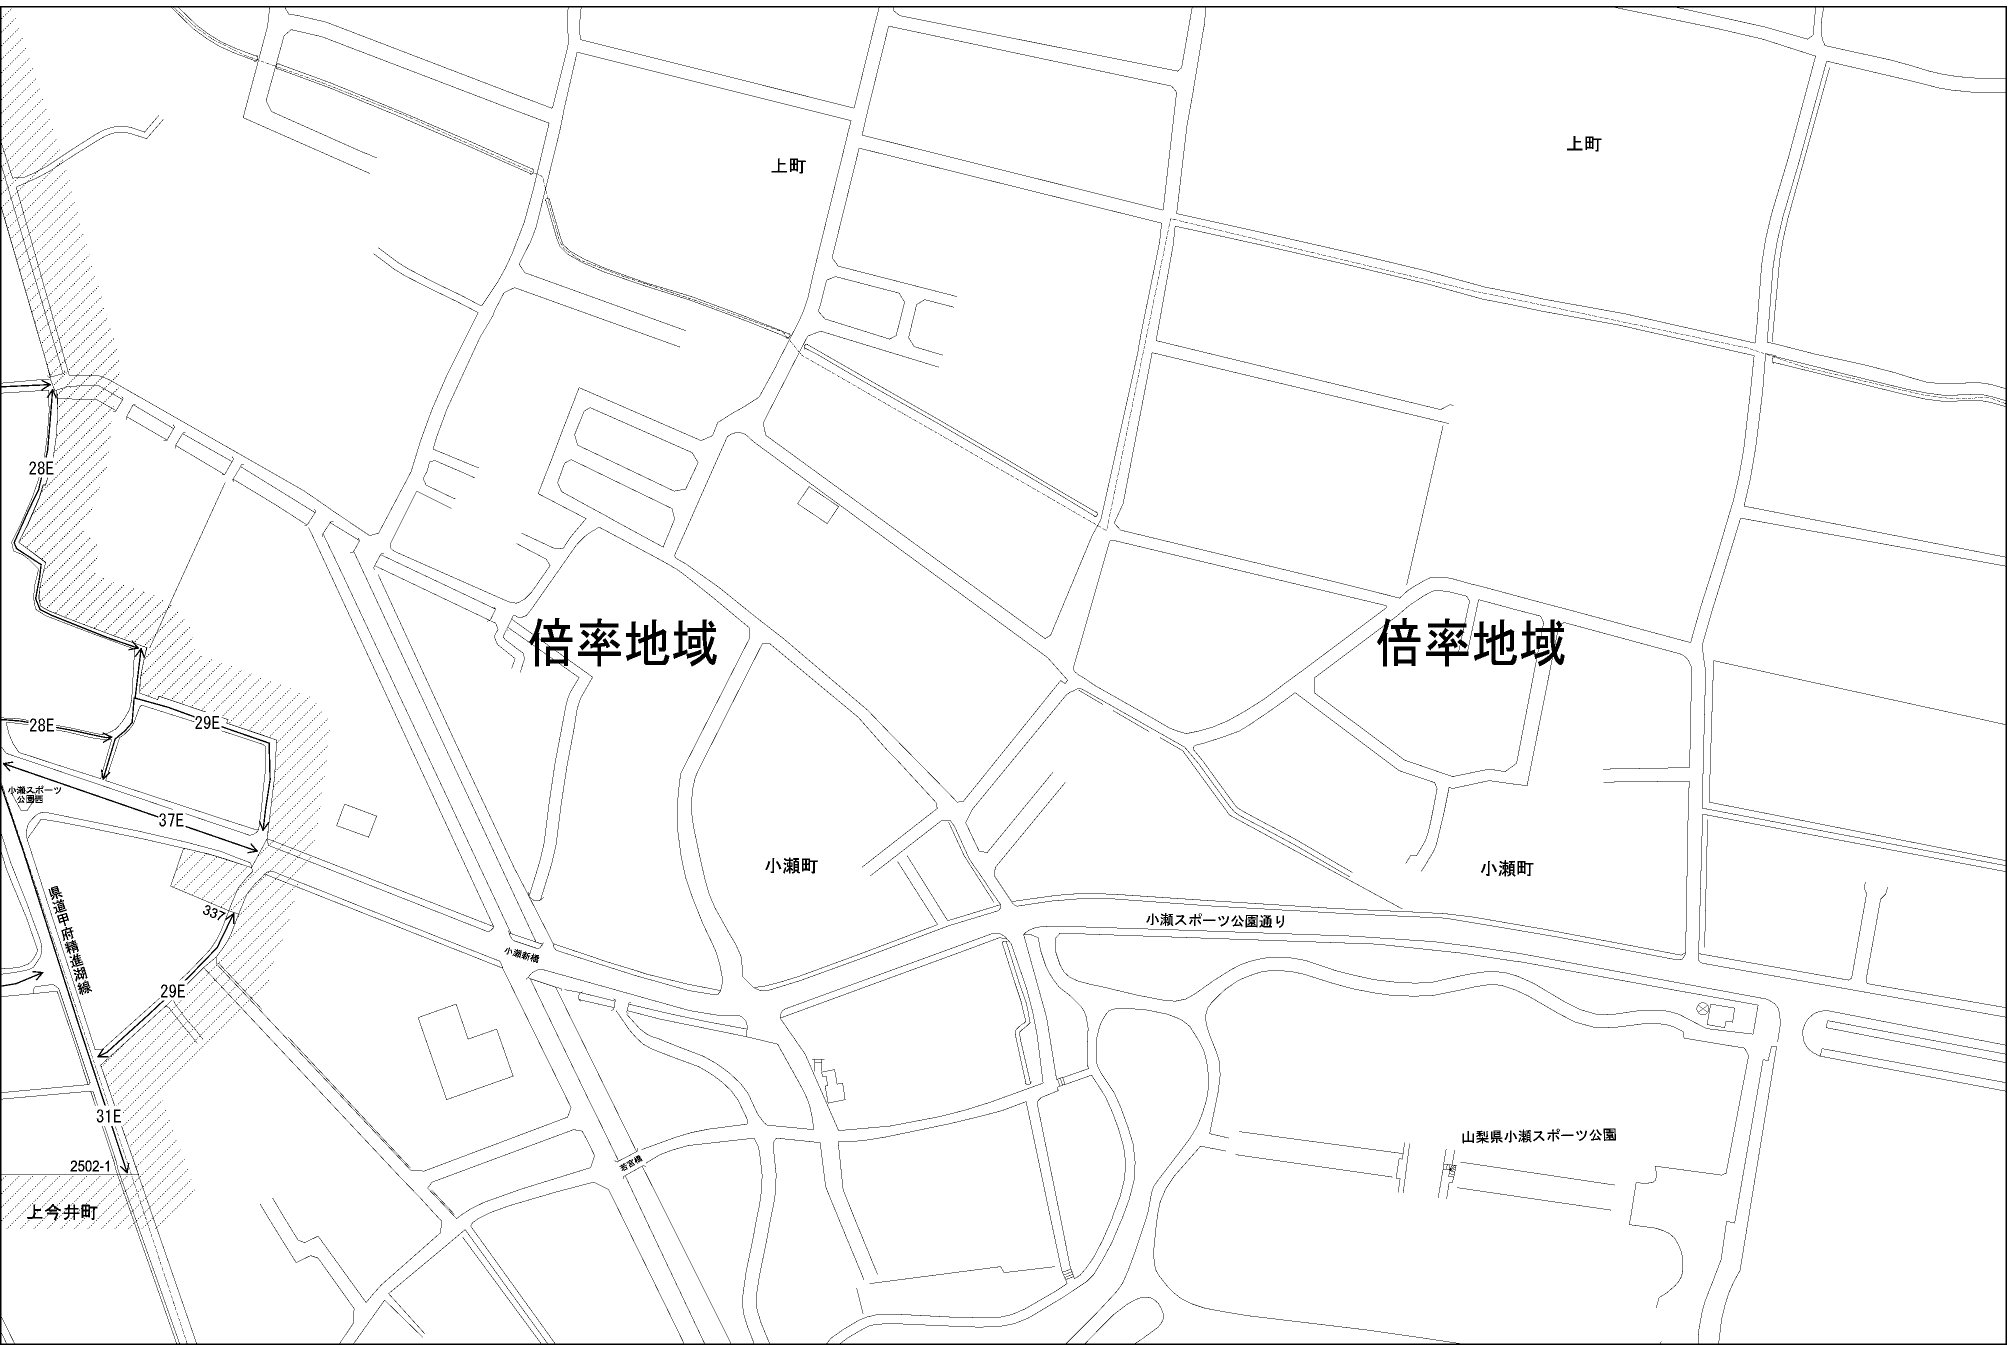 上町
上町
28E
倍率地域
倍率地域
28E
29E
小瀬スポーツ
公園西
37E
小瀬町
小瀬町
県道甲府精進湖線
337
小瀬スポーツ公園通り
小瀬新橋
29E
31E
山梨県小瀬スポーツ公園
若宮橋
2502-1
上今井町